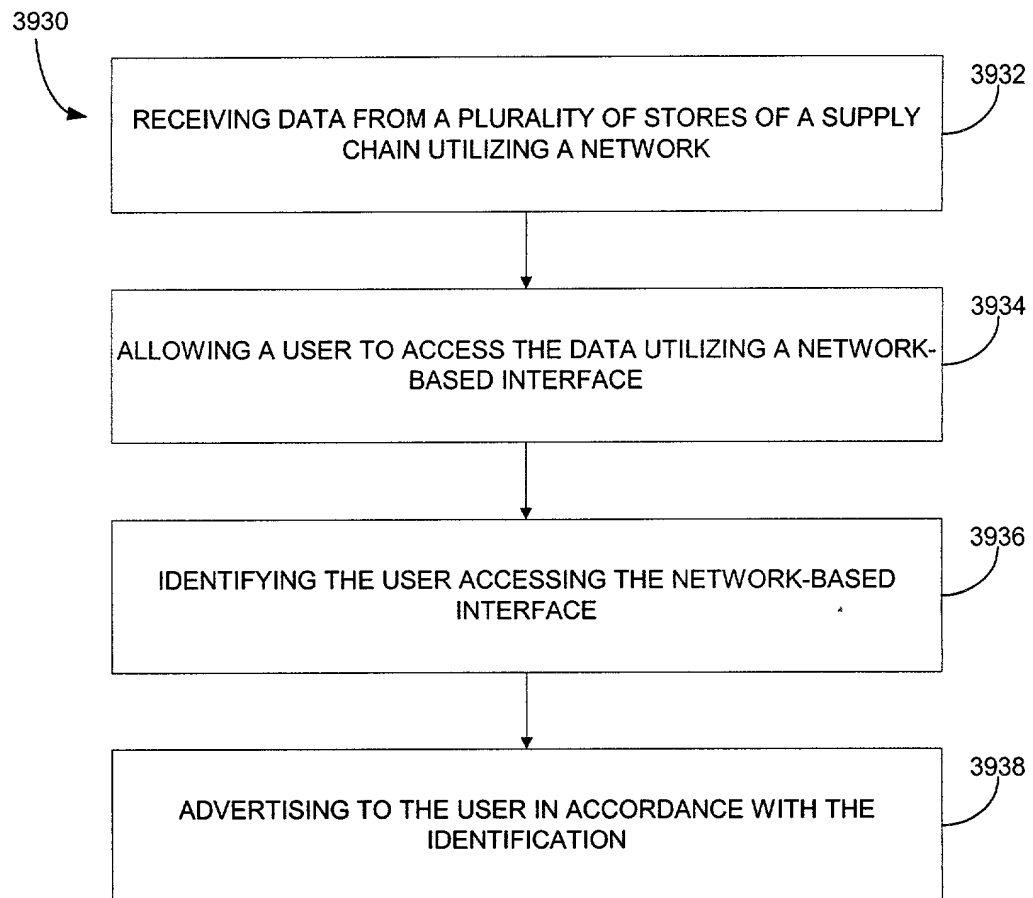 3930
3932
RECEIVING DATA FROM A PLURALITY OF STORES OF A SUPPLY
CHAIN UTILIZING A NETWORK
3934
ALLOWING A USER TO ACCESS THE DATA UTILIZING A NETWORK-
BASED INTERFACE
3936
IDENTIFYING THE USER ACCESSING THE NETWORK-BASED
INTERFACE
3938
ADVERTISING TO THE USER IN ACCORDANCE WITH THE
IDENTIFICATION